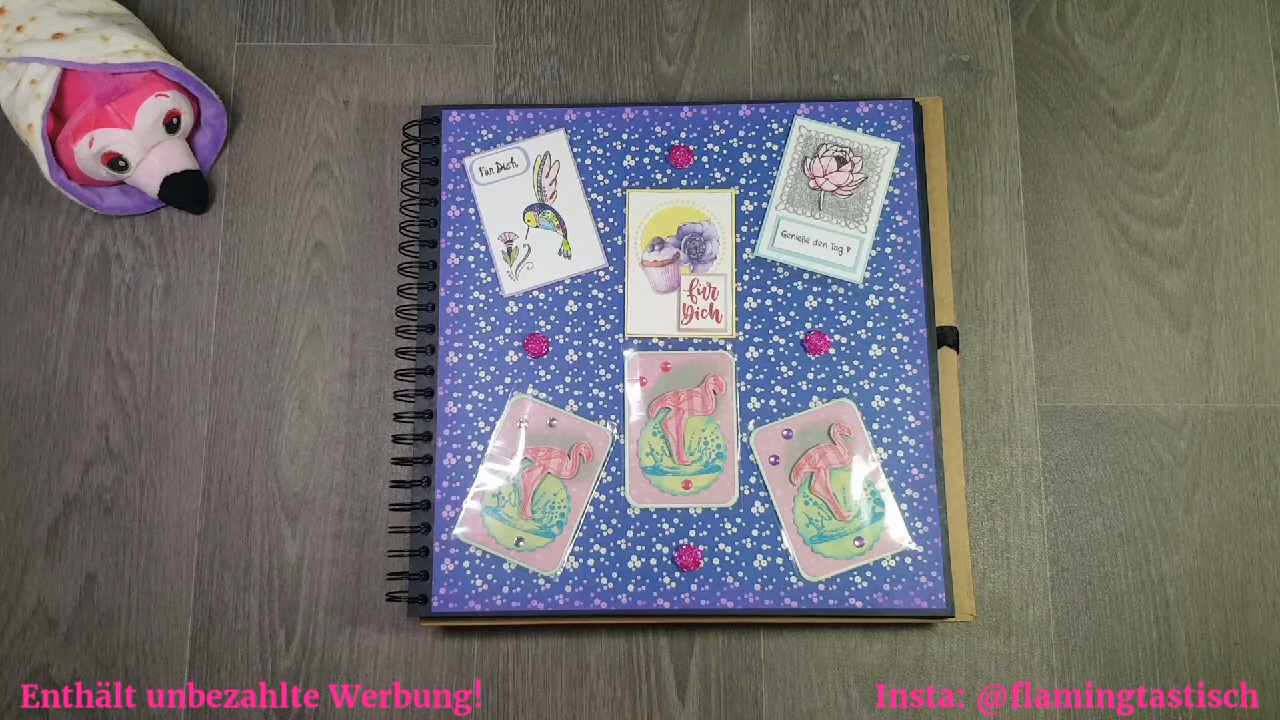 Für Dich
Genieße den Tag
für
Dich
Enthält unbezahlte Werbung!
Insta: @flamingtastisch